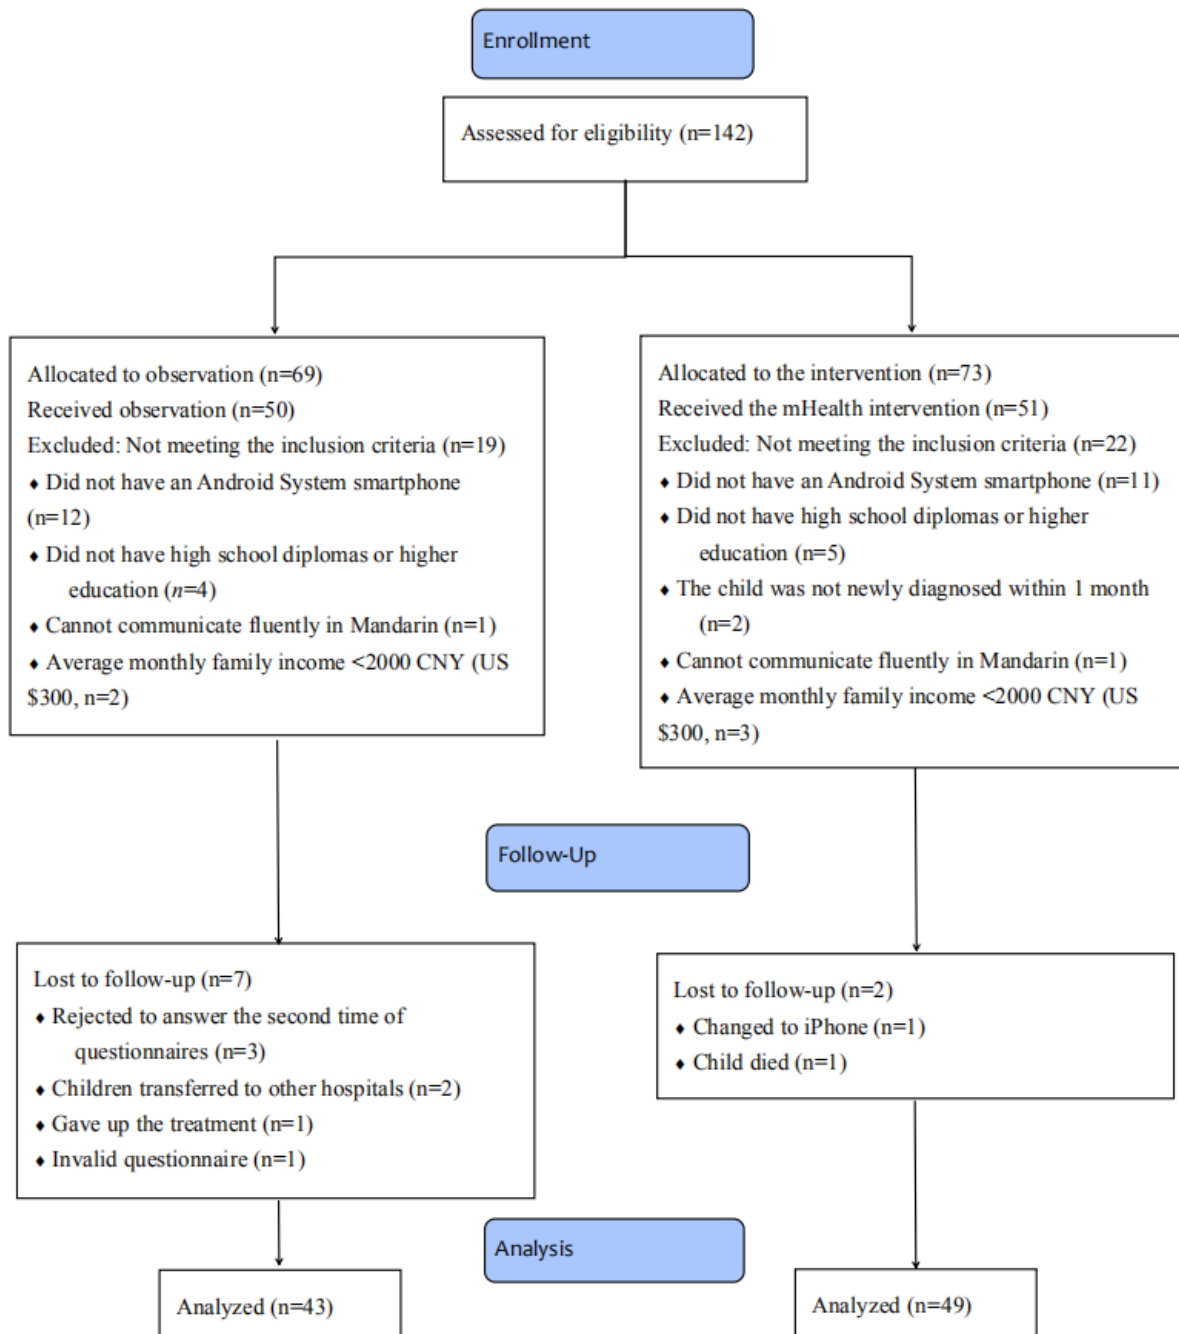 Enrollment
Assessed for eligibility (n=142)
Allocated to observation (n=69)
Received observation (n=50)
Excluded: Not meeting the inclusion criteria (n=19)
♦ Did not have an Android System smartphone
(n=12)
♦ Did not have high school diplomas or higher
education (n=4)
♦ Cannot communicate fluently in Mandarin (n=1)
♦ Average monthly family income <2000 CNY (US
$300, n=2)
Allocated to the intervention (n=73)
Received the mHealth intervention (n=51)
Excluded: Not meeting the inclusion criteria (n=22)
♦ Did not have an Android System smartphone (n=11)
♦ Did not have high school diplomas or higher
education (n=5)
♦ The child was not newly diagnosed within 1 month
(n=2)
♦ Cannot communicate fluently in Mandarin (n=1)
♦ Average monthly family income <2000 CNY (US
$300, n=3)
Follow-Up
Lost to follow-up (n=7)
♦ Rejected to answer the second time of
questionnaires (n=3)
♦ Children transferred to other hospitals (n=2)
♦ Gave up the treatment (n=1)
♦ Invalid questionnaire (n=1)
Lost to follow-up (n=2)
♦ Changed to iPhone (n=1)
♦ Child died (n=1)
Analysis
Analyzed (n=43)
Analyzed (n=49)